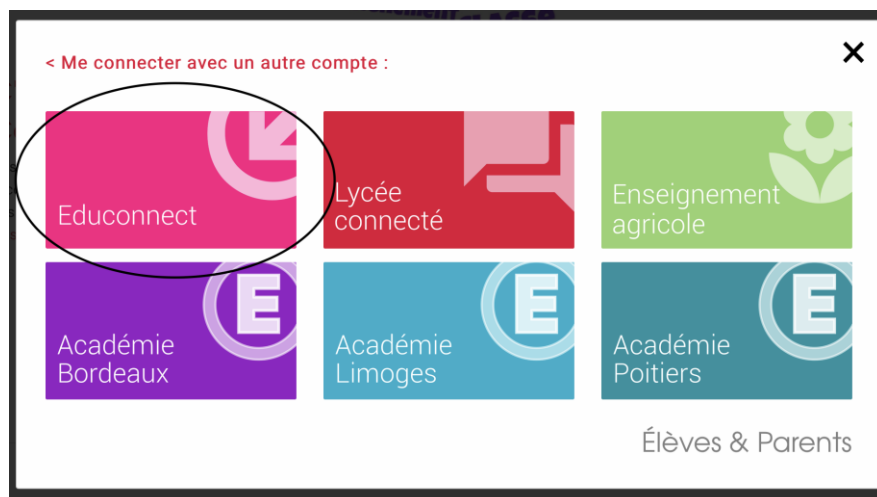 < Me connecter avec un autre compte :
Educonnect
Lycée
connecté
Enseignement
agricole
E
Académie
Bordeaux
E
Académie
Limoges
E
Académie
Poitiers
Élèves & Parents